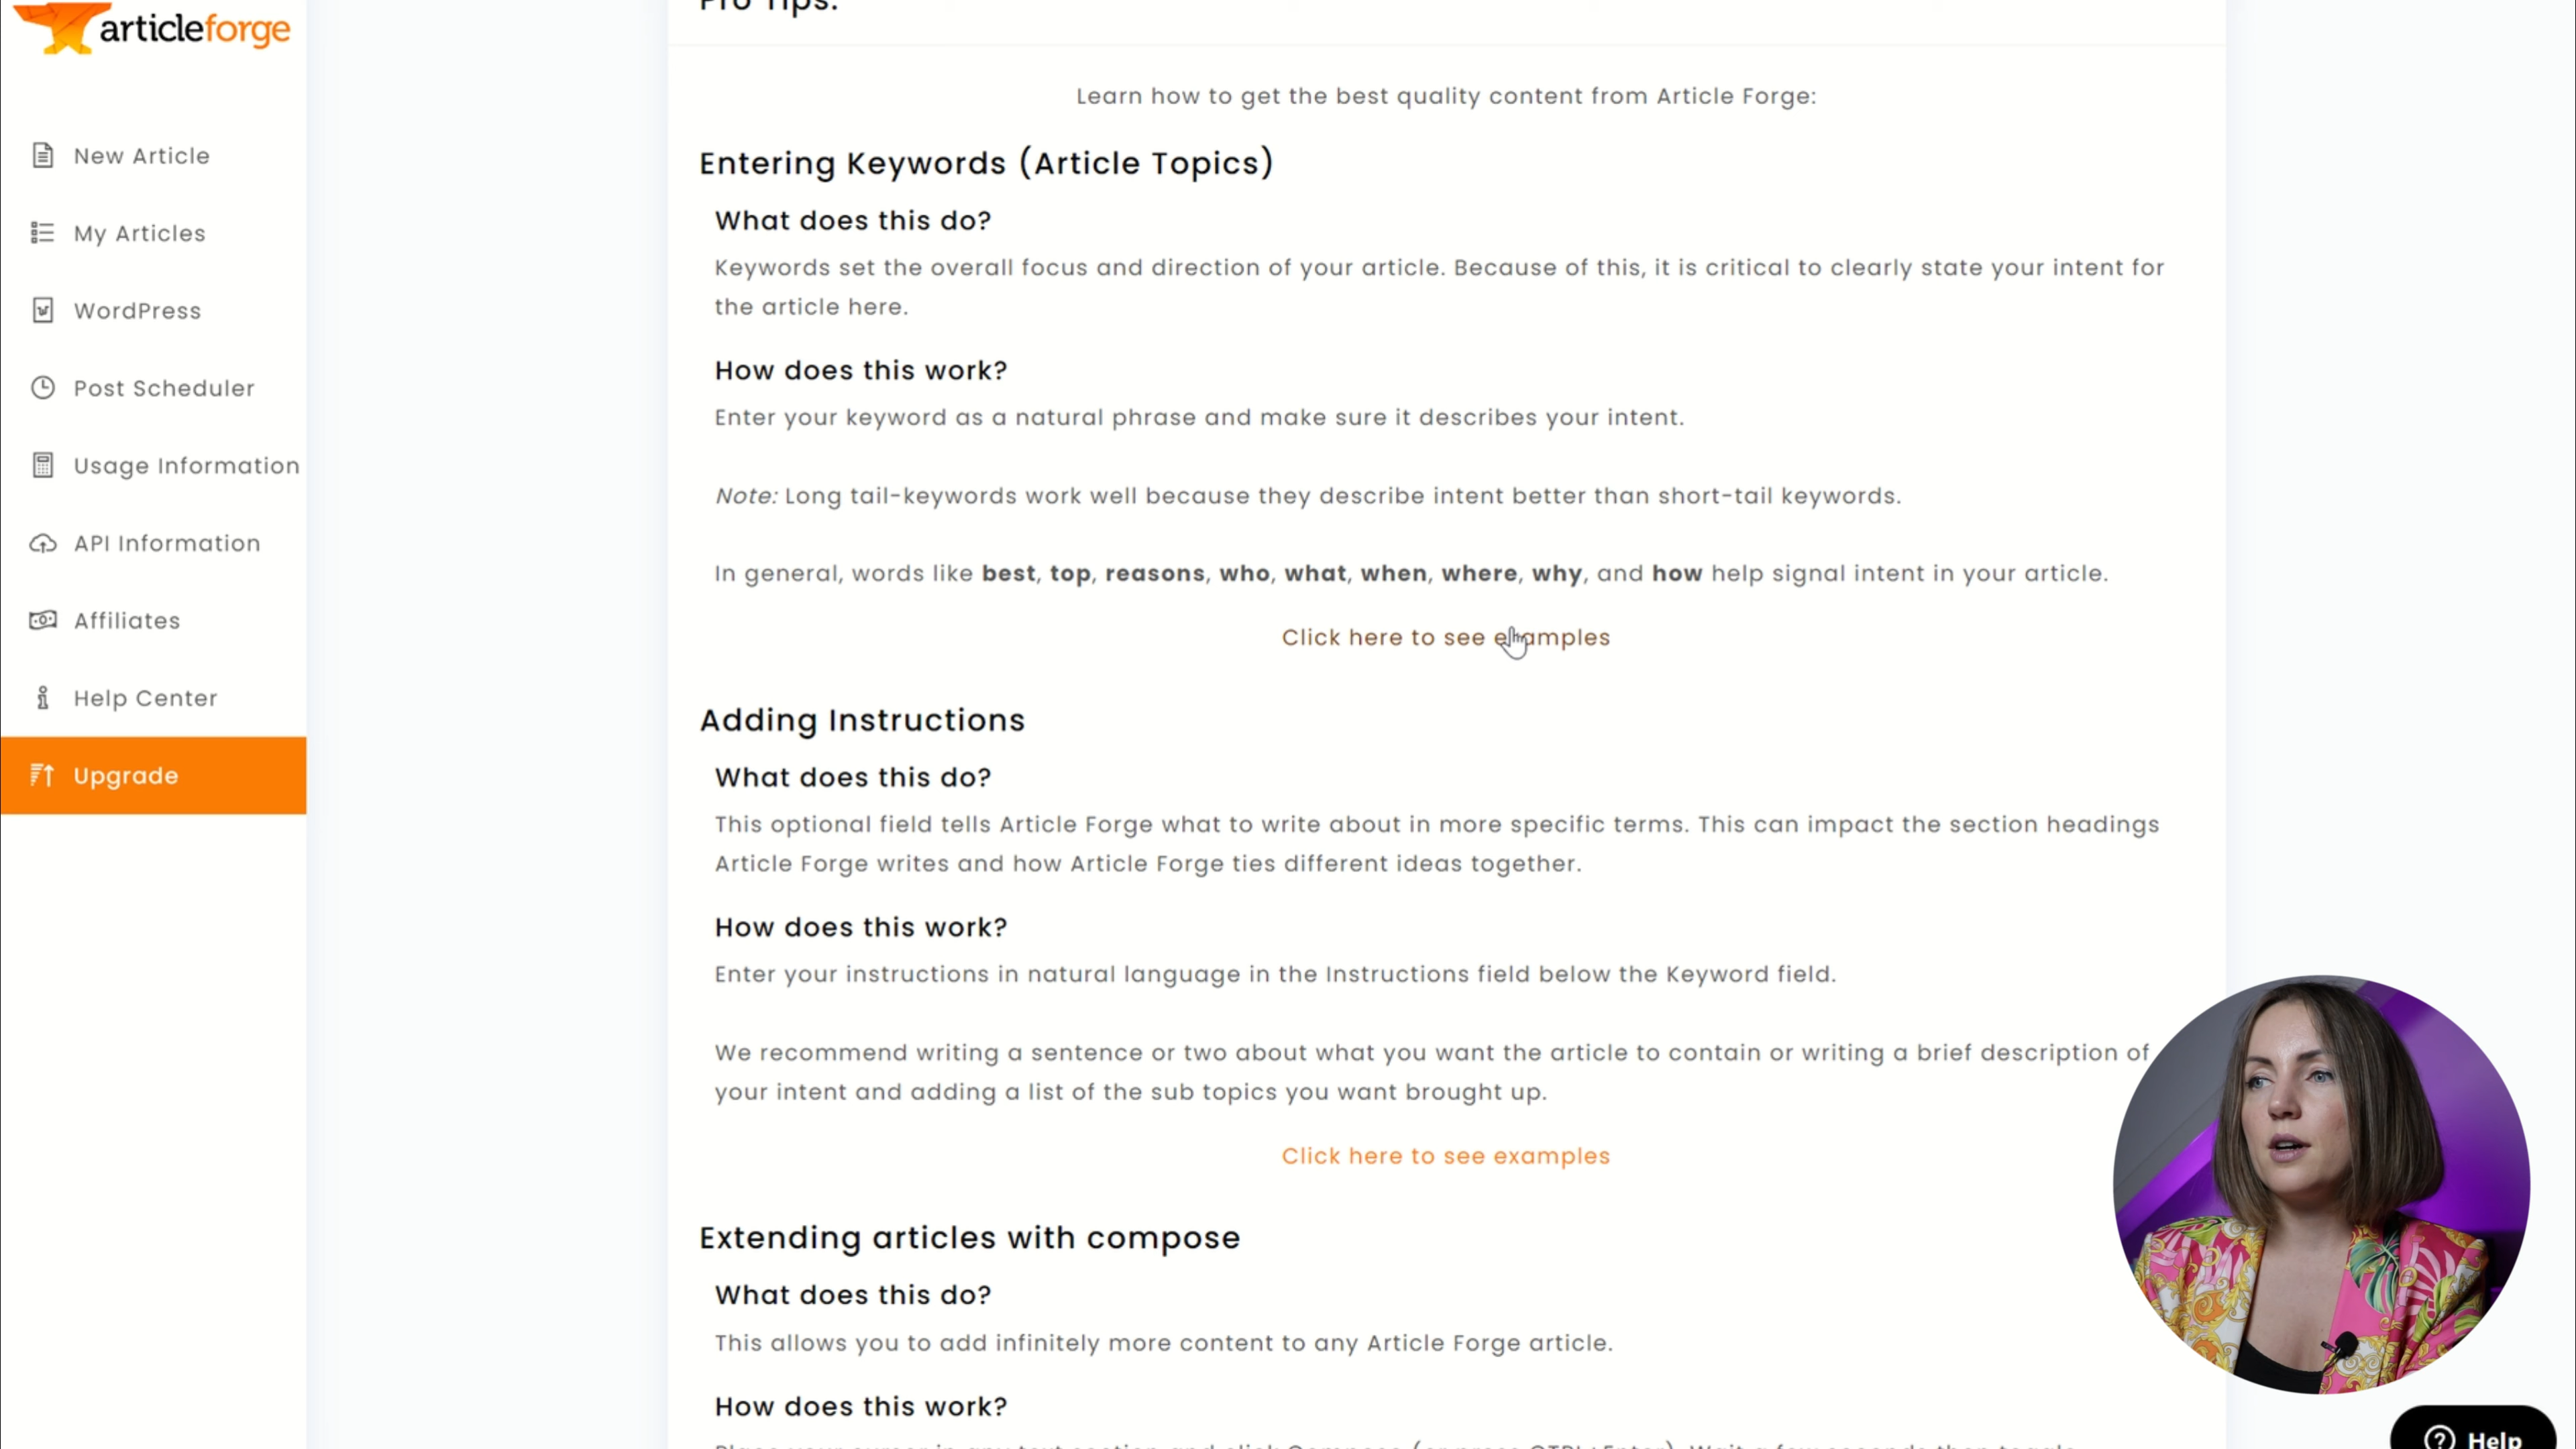 articleforge
New Article
My Articles
WordPress
Post Scheduler
Usage Information
API Information
Affiliates
Help Center
Upgrade
Pro Tips:
Learn how to get the best quality content from Article Forge:
Entering Keywords (Article Topics)
What does this do?
Keywords set the overall focus and direction of your article. Because of this, it is critical to clearly state your intent for
the article here.
How does this work?
Enter your keyword as a natural phrase and make sure it describes your intent.
Note: Long tail-keywords work well because they describe intent better than short-tail keywords.
In general, words like best, top, reasons, who, what, when, where, why, and how help signal intent in your article.
Click here to see examples
Adding Instructions
What does this do?
This optional field tells Article Forge what to write about in more specific terms. This can impact the section headings
Article Forge writes and how Article Forge ties different ideas together.
How does this work?
Enter your instructions in natural language in the Instructions field below the Keyword field.
We recommend writing a sentence or two about what you want the article to contain or writing a brief description of
your intent and adding a list of the sub topics you want brought up.
Click here to see examples
Extending articles with compose
What does this do?
This allows you to add infinitely more content to any Article Forge article.
How does this work?
Help